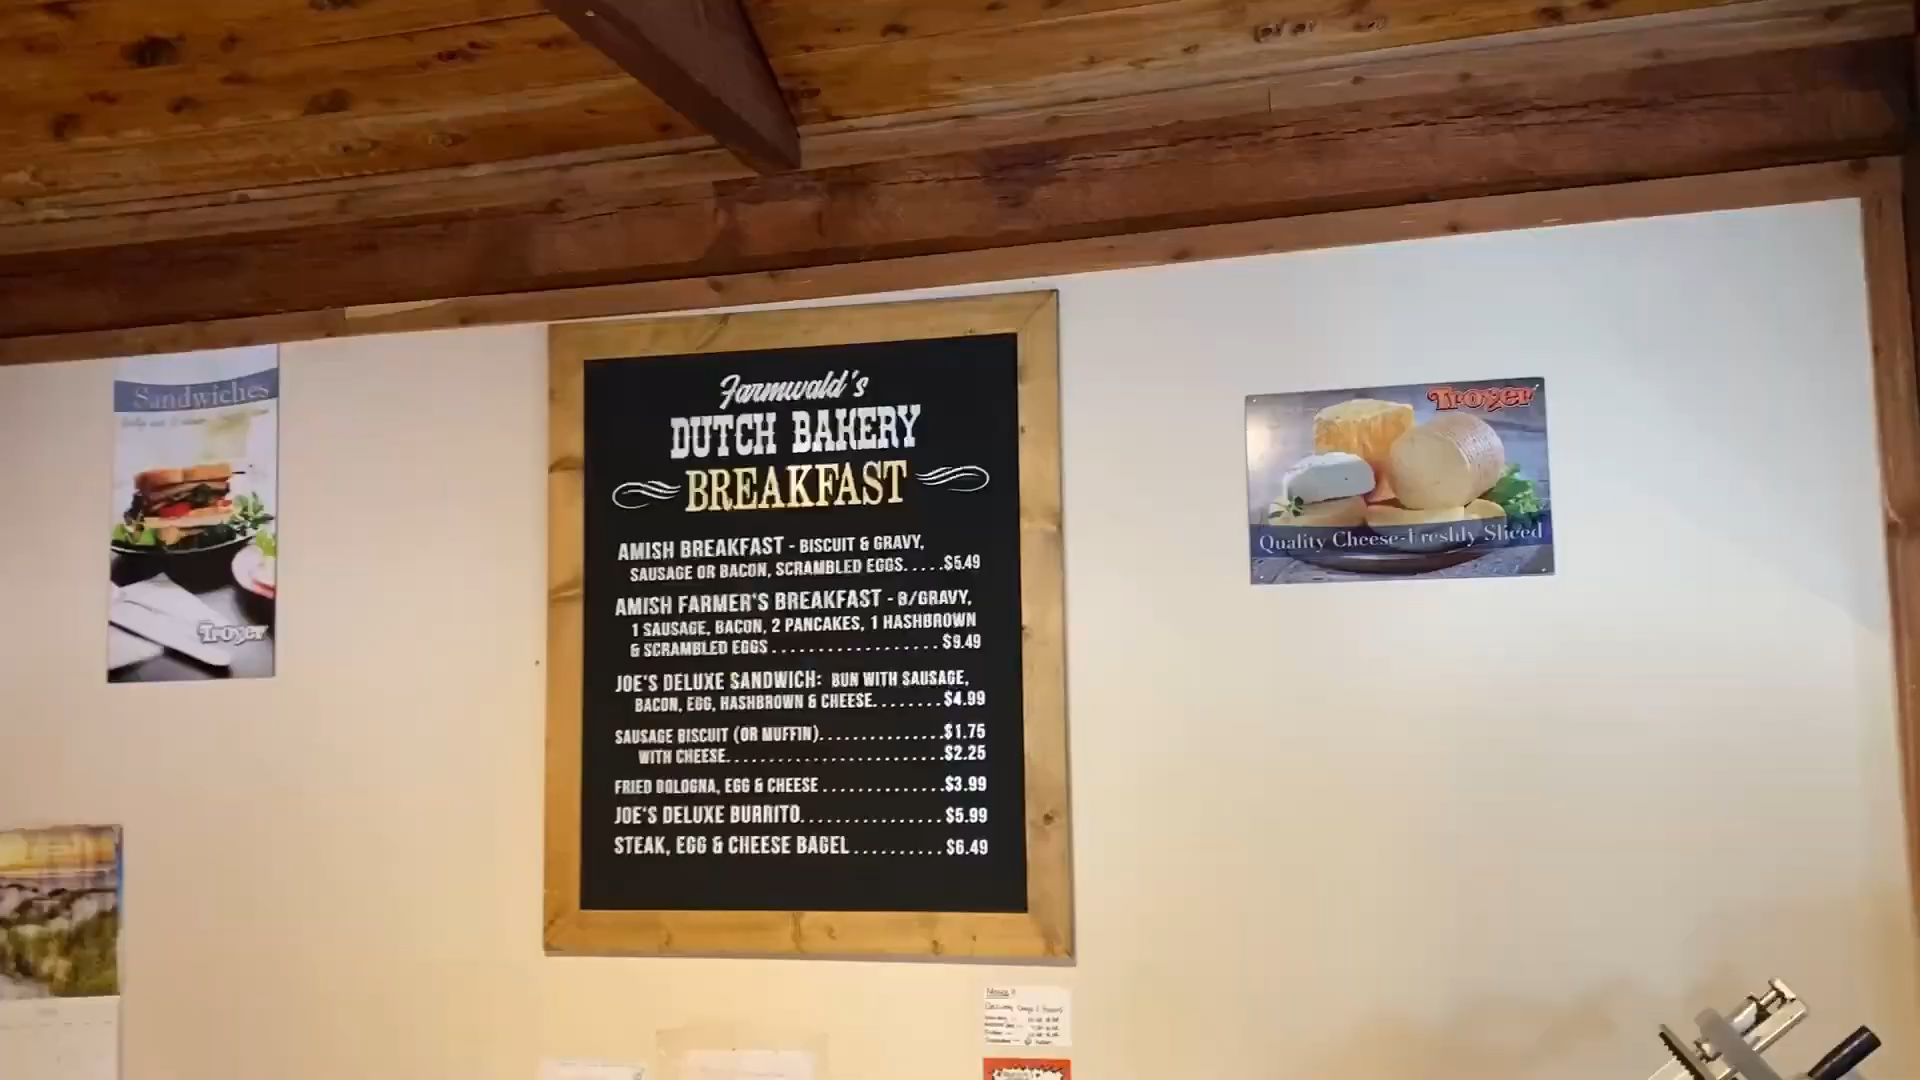 Sandwiches
Troyer
Farmwald's
DUTCH BAKERY
BREAKFAST
AMISH BREAKFAST - BISCUIT & GRAVY,
SAUSAGE OR BACON, SCRAMBLED EGGS.....$5.49
AMISH FARMER'S BREAKFAST - B/GRAVY,
1 SAUSAGE, BACON, 2 PANCAKES, 1 HASHBROWN
& SCRAMBLED EGGS...................$9.49
JOE'S DELUXE SANDWICH: BUN WITH SAUSAGE,
BACON, EGG, HASHBROWN & CHEESE........$4.99
SAUSAGE BISCUIT (OR MUFFIN)...............$1.75
WITH CHEESE.........................$2.25
FRIED BOLOGNA, EGG & CHEESE..............$3.99
JOE'S DELUXE BURRITO................$5.99
STEAK, EGG & CHEESE BAGEL..........$6.49
Troyer
Quality Cheese-Freshly Sliced